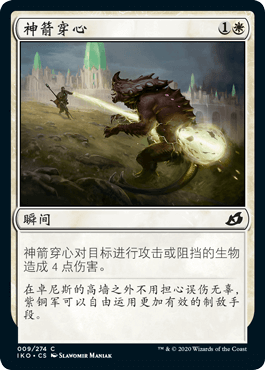 神箭穿心 1
瞬间
神箭穿心对目标进行攻击或阻挡的生物
造成4点伤害。
在卓尼斯的高墙之外不用担心误伤无辜，
紫铜军可以自由运用更加有效的制敌手
段。
009/274 C
IKO • CS SLAWOMIR MANIAK
™ & © 2020 Wizards of the Coast